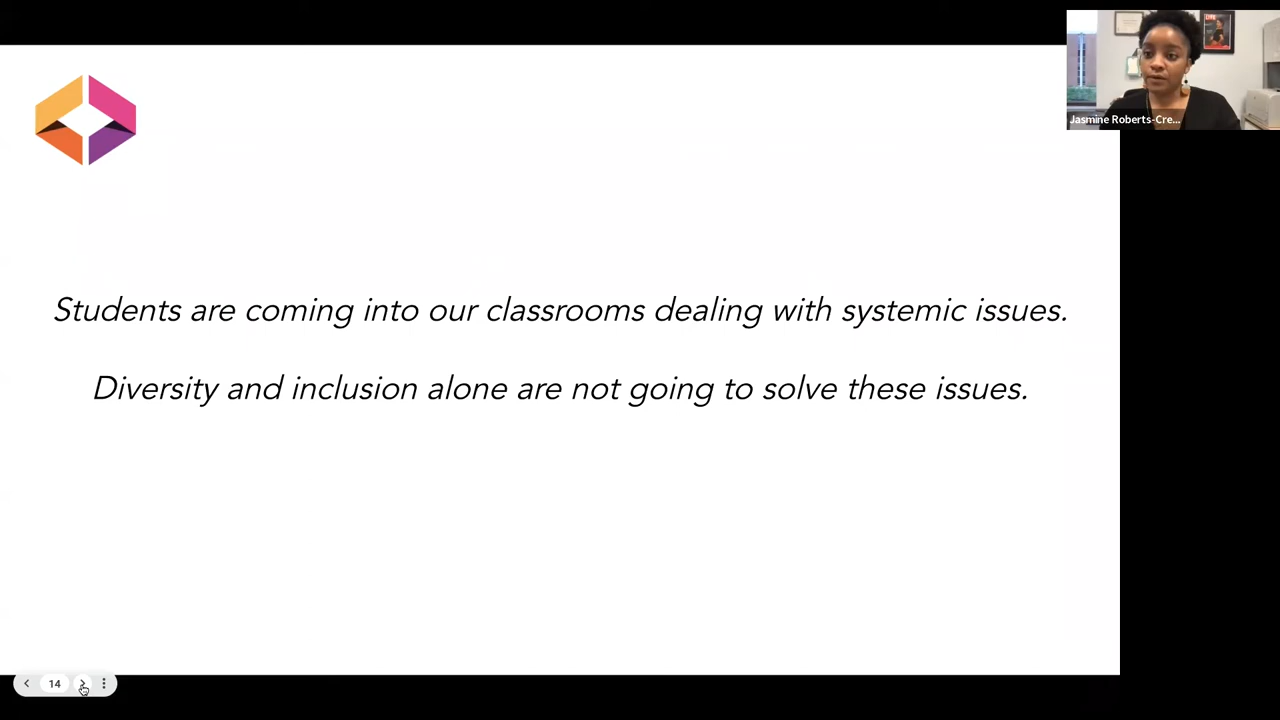 LIFE
Jasmine Roberts-Cre...
Students are coming into our classrooms dealing with systemic issues.
Diversity and inclusion alone are not going to solve these issues.
14